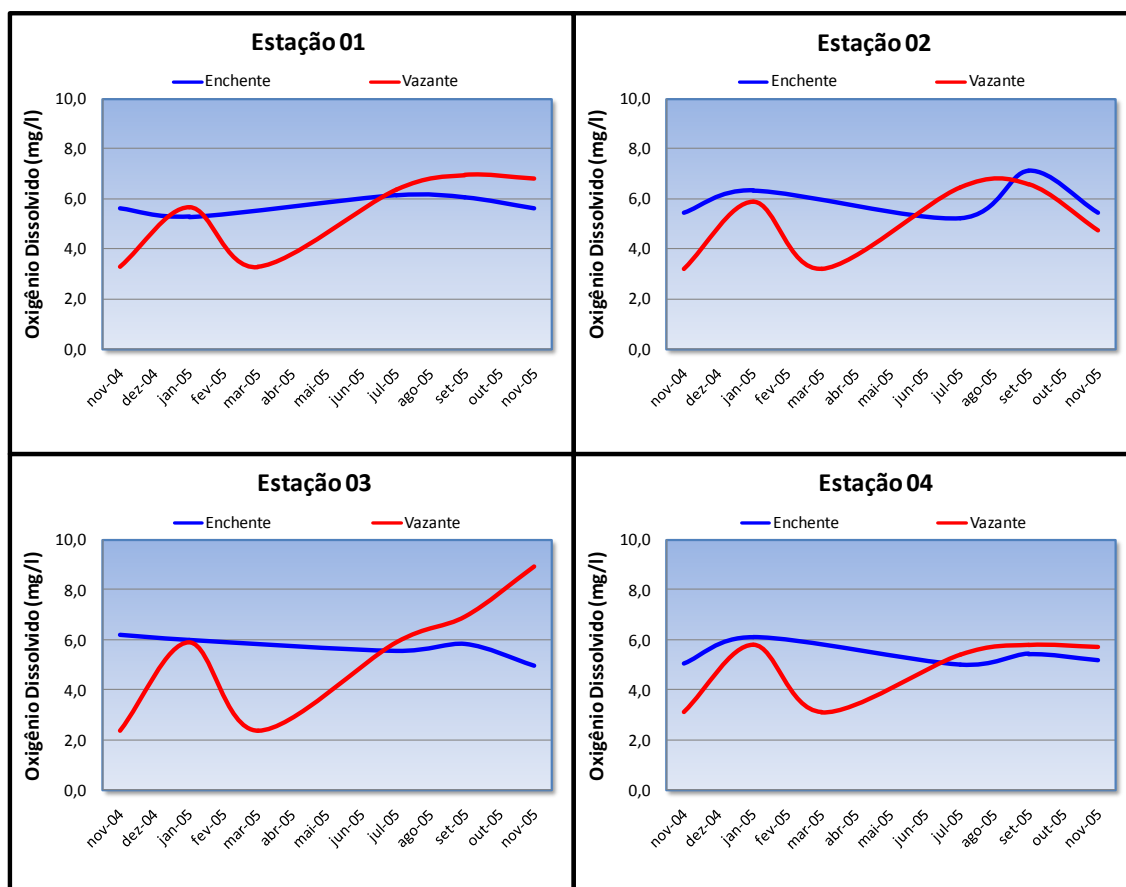 Estação 01
Enchente Vazante
Oxigênio Dissolvido (mg/l)
10,0
8,0
6,0
4,0
2,0
0,0
nov-04 dez-04 jan-05 fev-05 mar-05 abr-05 mai-05 jun-05 jul-05 ago-05 set-05 out-05 nov-05
Estação 02
Enchente Vazante
Oxigênio Dissolvido (mg/l)
10,0
8,0
6,0
4,0
2,0
0,0
nov-04 dez-04 jan-05 fev-05 mar-05 abr-05 mai-05 jun-05 jul-05 ago-05 set-05 out-05 nov-05
Estação 03
Enchente Vazante
Oxigênio Dissolvido (mg/l)
10,0
8,0
6,0
4,0
2,0
0,0
nov-04 dez-04 jan-05 fev-05 mar-05 abr-05 mai-05 jun-05 jul-05 ago-05 set-05 out-05 nov-05
Estação 04
Enchente Vazante
Oxigênio Dissolvido (mg/l)
10,0
8,0
6,0
4,0
2,0
0,0
nov-04 dez-04 jan-05 fev-05 mar-05 abr-05 mai-05 jun-05 jul-05 ago-05 set-05 out-05 nov-05